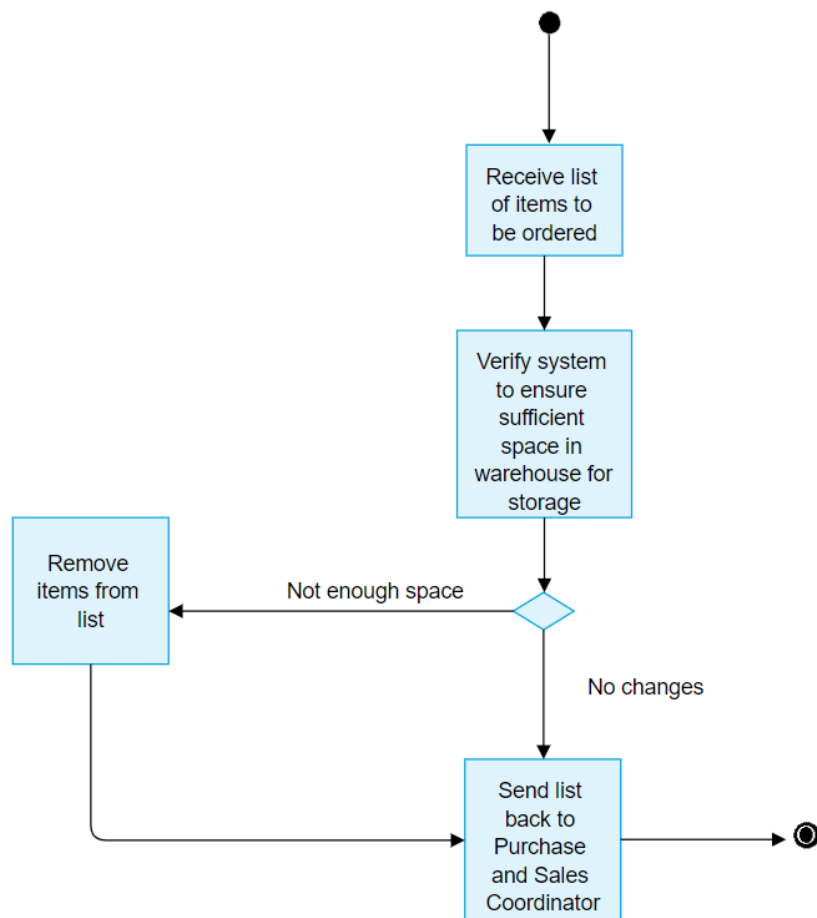 Receive list
of items to
be ordered
Verify system
to ensure
sufficient
space in
warehouse for
storage
Remove
items from
list
Not enough space
No changes
Send list
back to
Purchase
and Sales
Coordinator